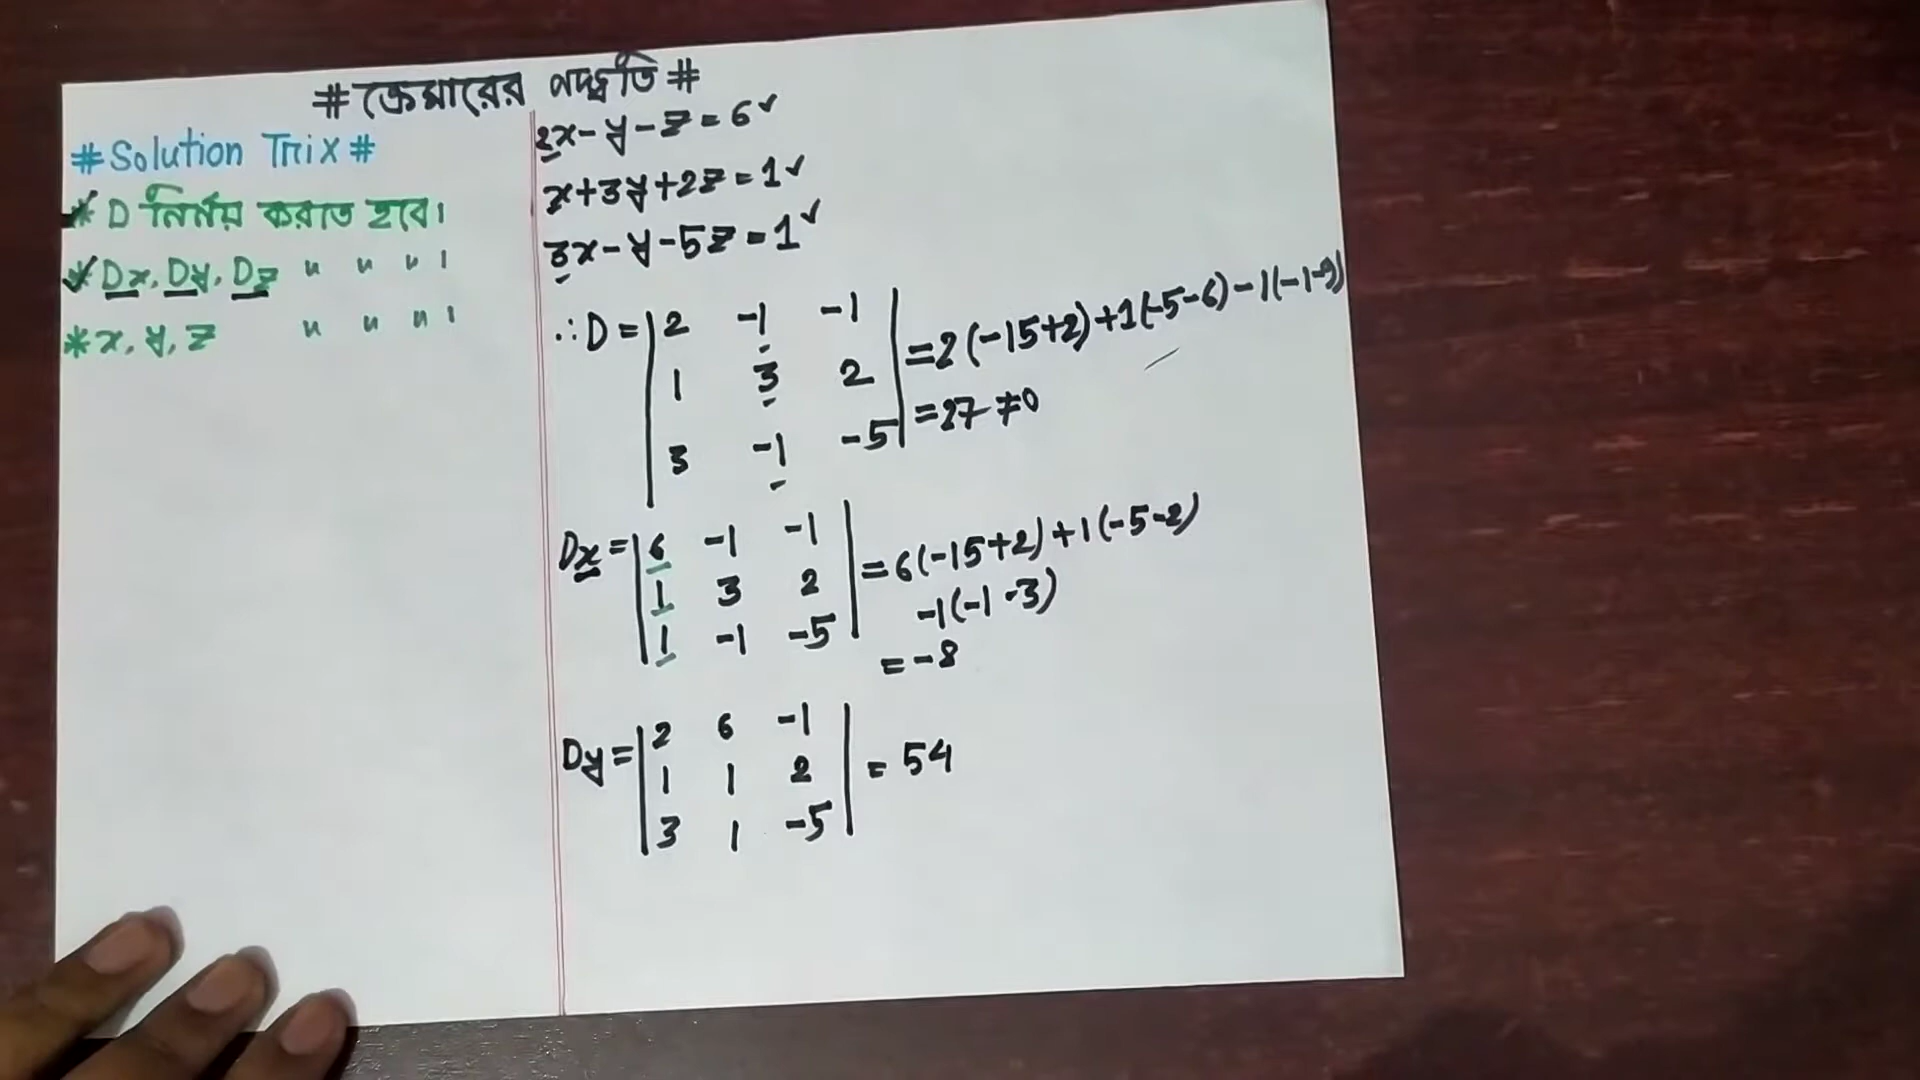 #ক্রেমারের পদ্ধতি#
#Solution Trix#
* D নির্নয় করতে হবে।
* Dx, Dy, Dz " " " ।
* x, y, z " " " ।
2x-y-z=6✓
x+3y+2z=1✓
3x-y-5z=1✓
∴D=|2 -1 -1| =2(-15+2)+1(-5-6)-1(-1-9)
|1 3 2|
|3 -1 -5| =27≠0
Dx=|6 -1 -1| =6(-15+2)+1(-5-2)
|1 3 2| -1(-1-3)
|1 -1 -5| =-8
Dy=|2 6 -1|
|1 1 2| = 54
|3 1 -5|